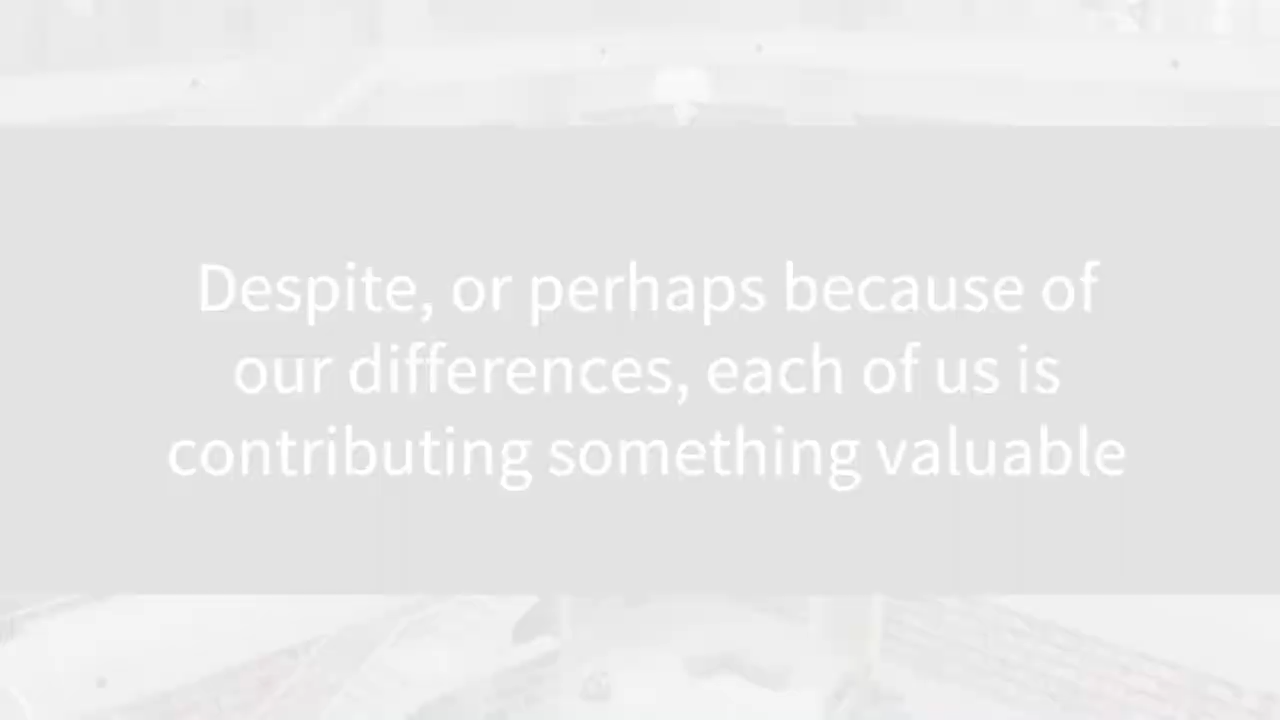 Despite, or perhaps because of
our differences, each of us is
contributing something valuable